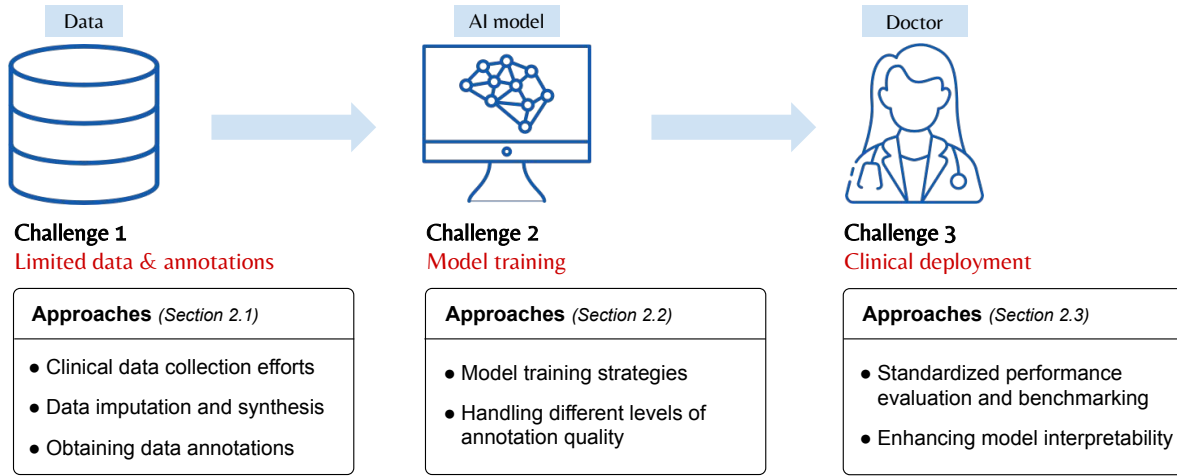 Data
AI model
Doctor
Challenge 1
Limited data & annotations
Approaches (Section 2.1)
● Clinical data collection efforts
● Data imputation and synthesis
● Obtaining data annotations
Challenge 2
Model training
Approaches (Section 2.2)
● Model training strategies
● Handling different levels of
annotation quality
Challenge 3
Clinical deployment
Approaches (Section 2.3)
● Standardized performance
evaluation and benchmarking
● Enhancing model interpretability